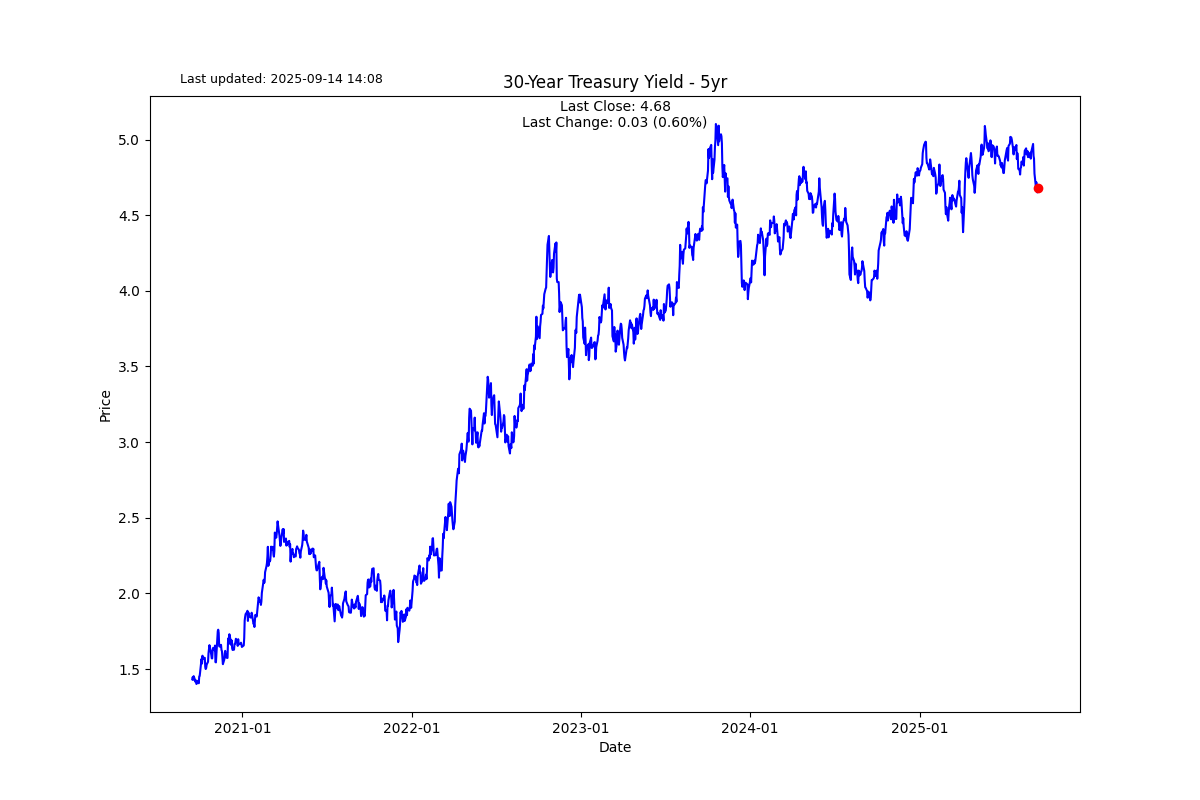 Last updated: 2025-09-14 14:08
30-Year Treasury Yield - 5yr
Last Close: 4.68
Last Change: 0.03 (0.60%)
5.0
4.5
4.0
3.5
3.0
2.5
2.0
1.5
Price
2021-01
2022-01
2023-01
2024-01
2025-01
Date